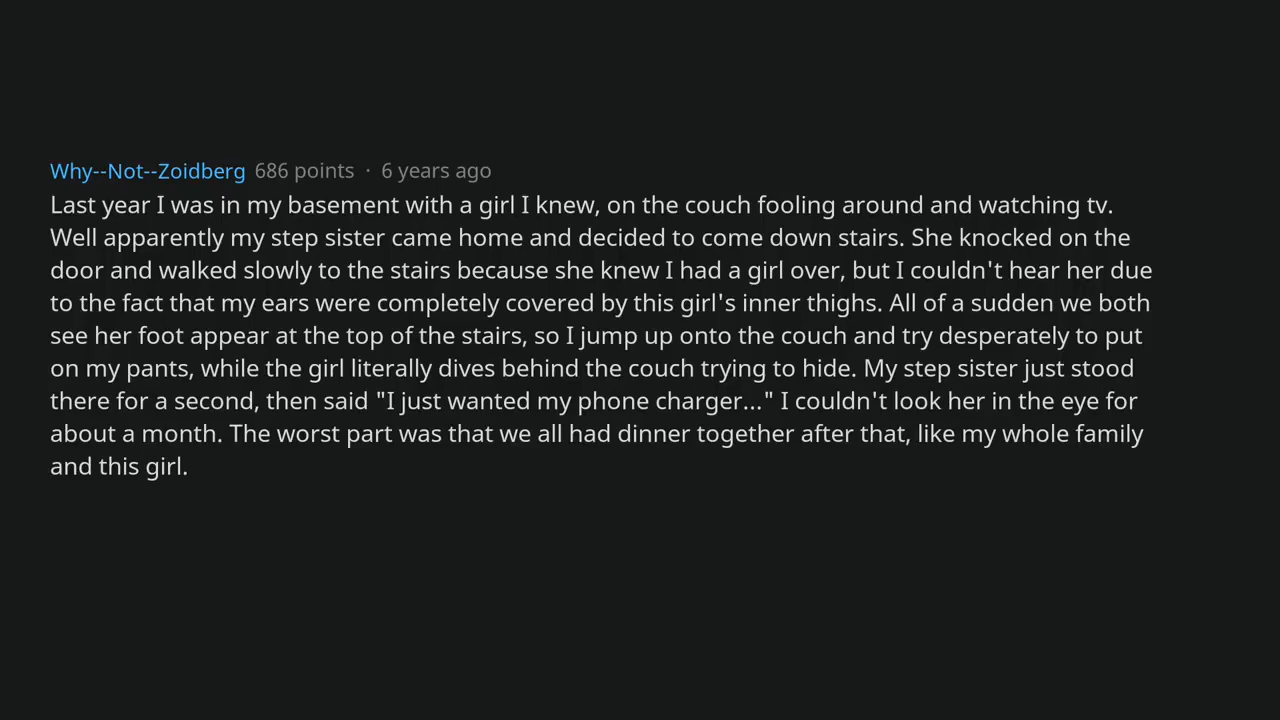 Why--Not--Zoidberg 686 points · 6 years ago
Last year I was in my basement with a girl I knew, on the couch fooling around and watching tv.
Well apparently my step sister came home and decided to come down stairs. She knocked on the
door and walked slowly to the stairs because she knew I had a girl over, but I couldn't hear her due
to the fact that my ears were completely covered by this girl's inner thighs. All of a sudden we both
see her foot appear at the top of the stairs, so I jump up onto the couch and try desperately to put
on my pants, while the girl literally dives behind the couch trying to hide. My step sister just stood
there for a second, then said "I just wanted my phone charger..." I couldn't look her in the eye for
about a month. The worst part was that we all had dinner together after that, like my whole family
and this girl.